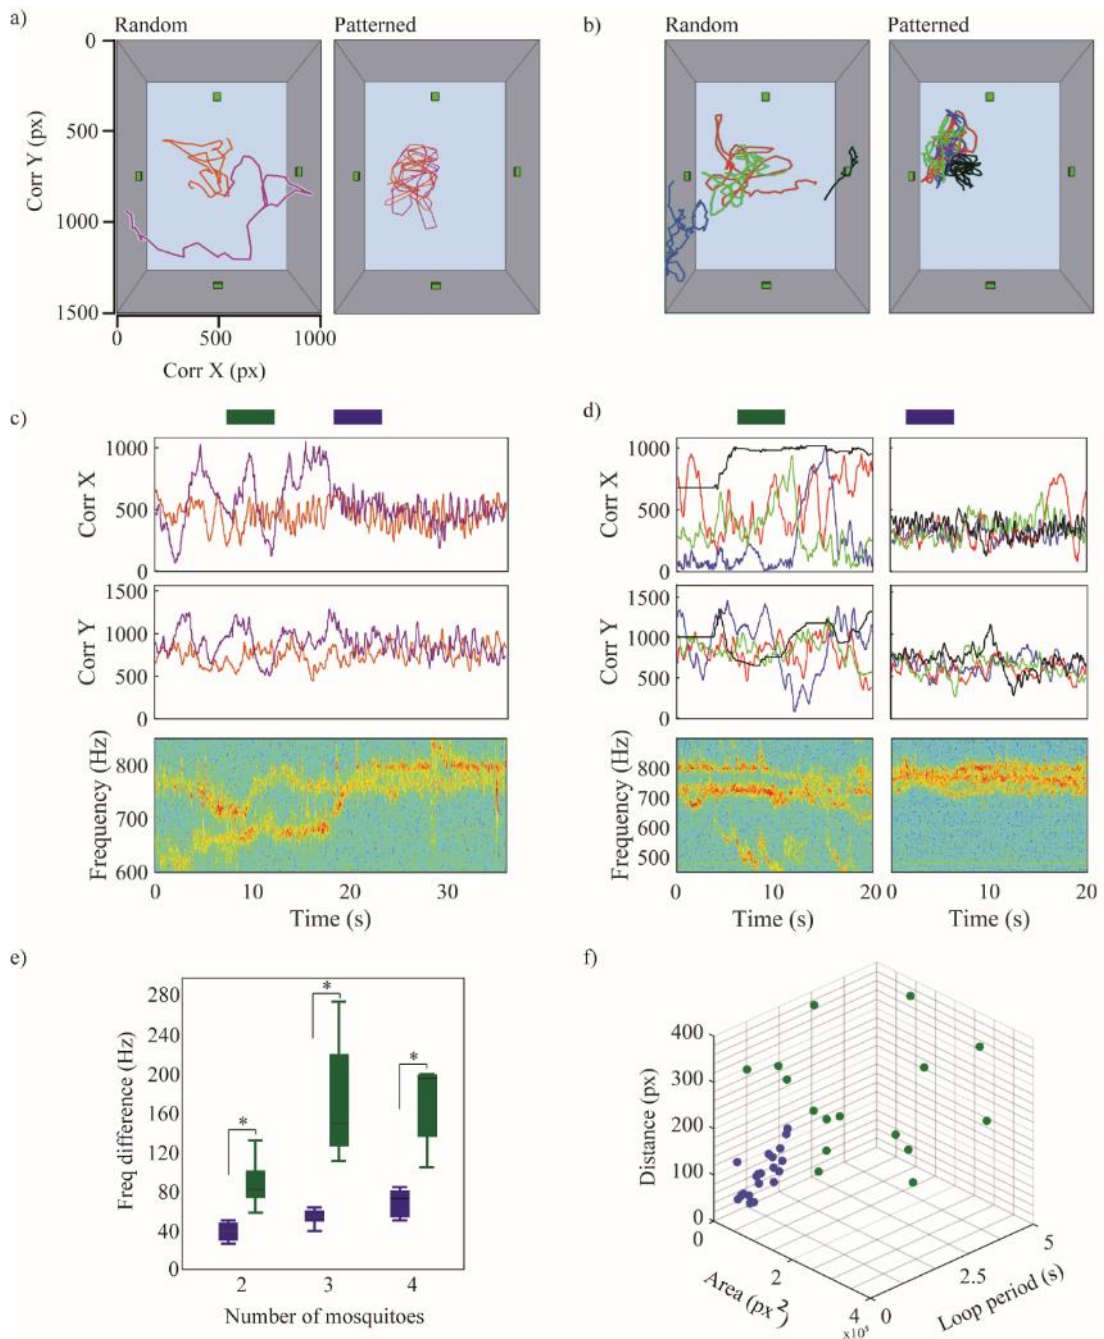 a)
Random
Patterned
b)
Random
Patterned
0
500
1000
1500
Corr Y (px)
0
500
1000
Corr X (px)
c)
d)
1000
500
0
Corr X
1000
500
0
Corr X
1500
1000
500
0
Corr Y
1500
1000
500
0
Corr Y
800
700
600
Frequency (Hz)
800
700
600
500
Frequency (Hz)
0
10
20
30
Time (s)
0
10
20
Time (s)
0
10
20
Time (s)
e)
280
240
200
160
120
80
40
0
Freq difference (Hz)
*
*
*
2
3
4
Number of mosquitoes
f)
400
300
200
100
0
Distance (px)
0
2
4
Area (px²)
0
2.5
5
Loop period (s)